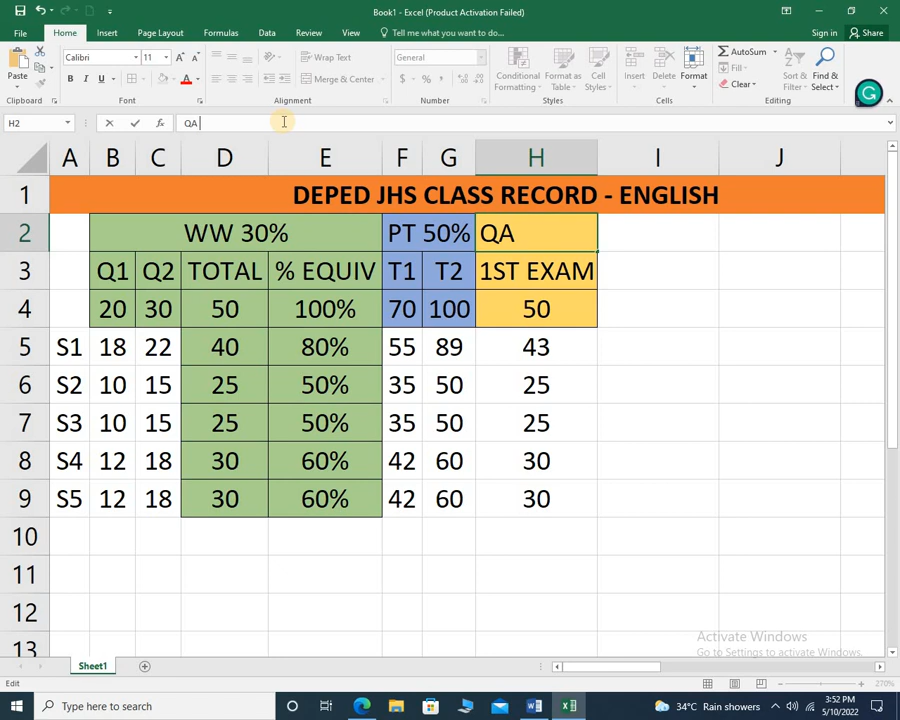 Book1 - Excel (Product Activation Failed)
Sign in
File Home Insert Page Layout Formulas Data Review View Tell me what you want to do... Share
Paste
Clipboard
Calibri 11
B I U
Font
Wrap Text
Merge & Center
Alignment
General
$ % ,
Number
Conditional Formatting
Format as Table
Cell Styles
Styles
Insert Delete Format
Cells
AutoSum
Fill
Clear
Sort & Filter
Find & Select
Editing
H2 fx QA
A B C D E F G H I J
1 DEPED JHS CLASS RECORD - ENGLISH
2 WW 30% PT 50% QA
3 Q1 Q2 TOTAL % EQUIV T1 T2 1ST EXAM
4 20 30 50 100% 70 100 50
5 S1 18 22 40 80% 55 89 43
6 S2 10 15 25 50% 35 50 25
7 S3 10 15 25 50% 35 50 25
8 S4 12 18 30 60% 42 60 30
9 S5 12 18 30 60% 42 60 30
10
11
12
13
Activate Windows
Go to Settings to activate Windows.
Sheet1
Edit
270%
Type here to search
34°C Rain showers
3:52 PM
5/10/2022